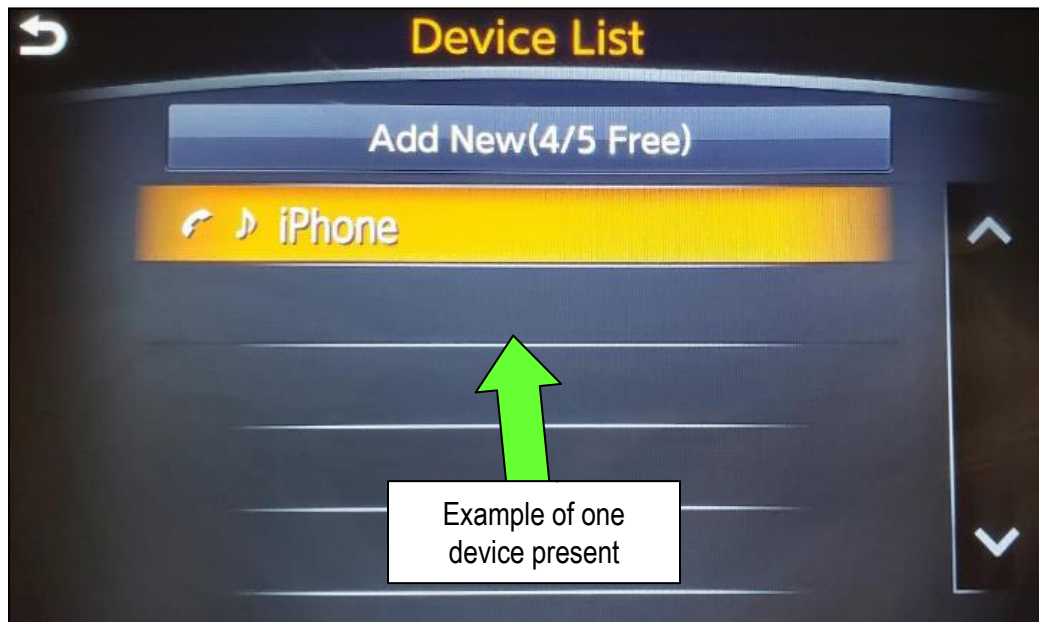 Device List
Add New(4/5 Free)
iPhone
Example of one
device present